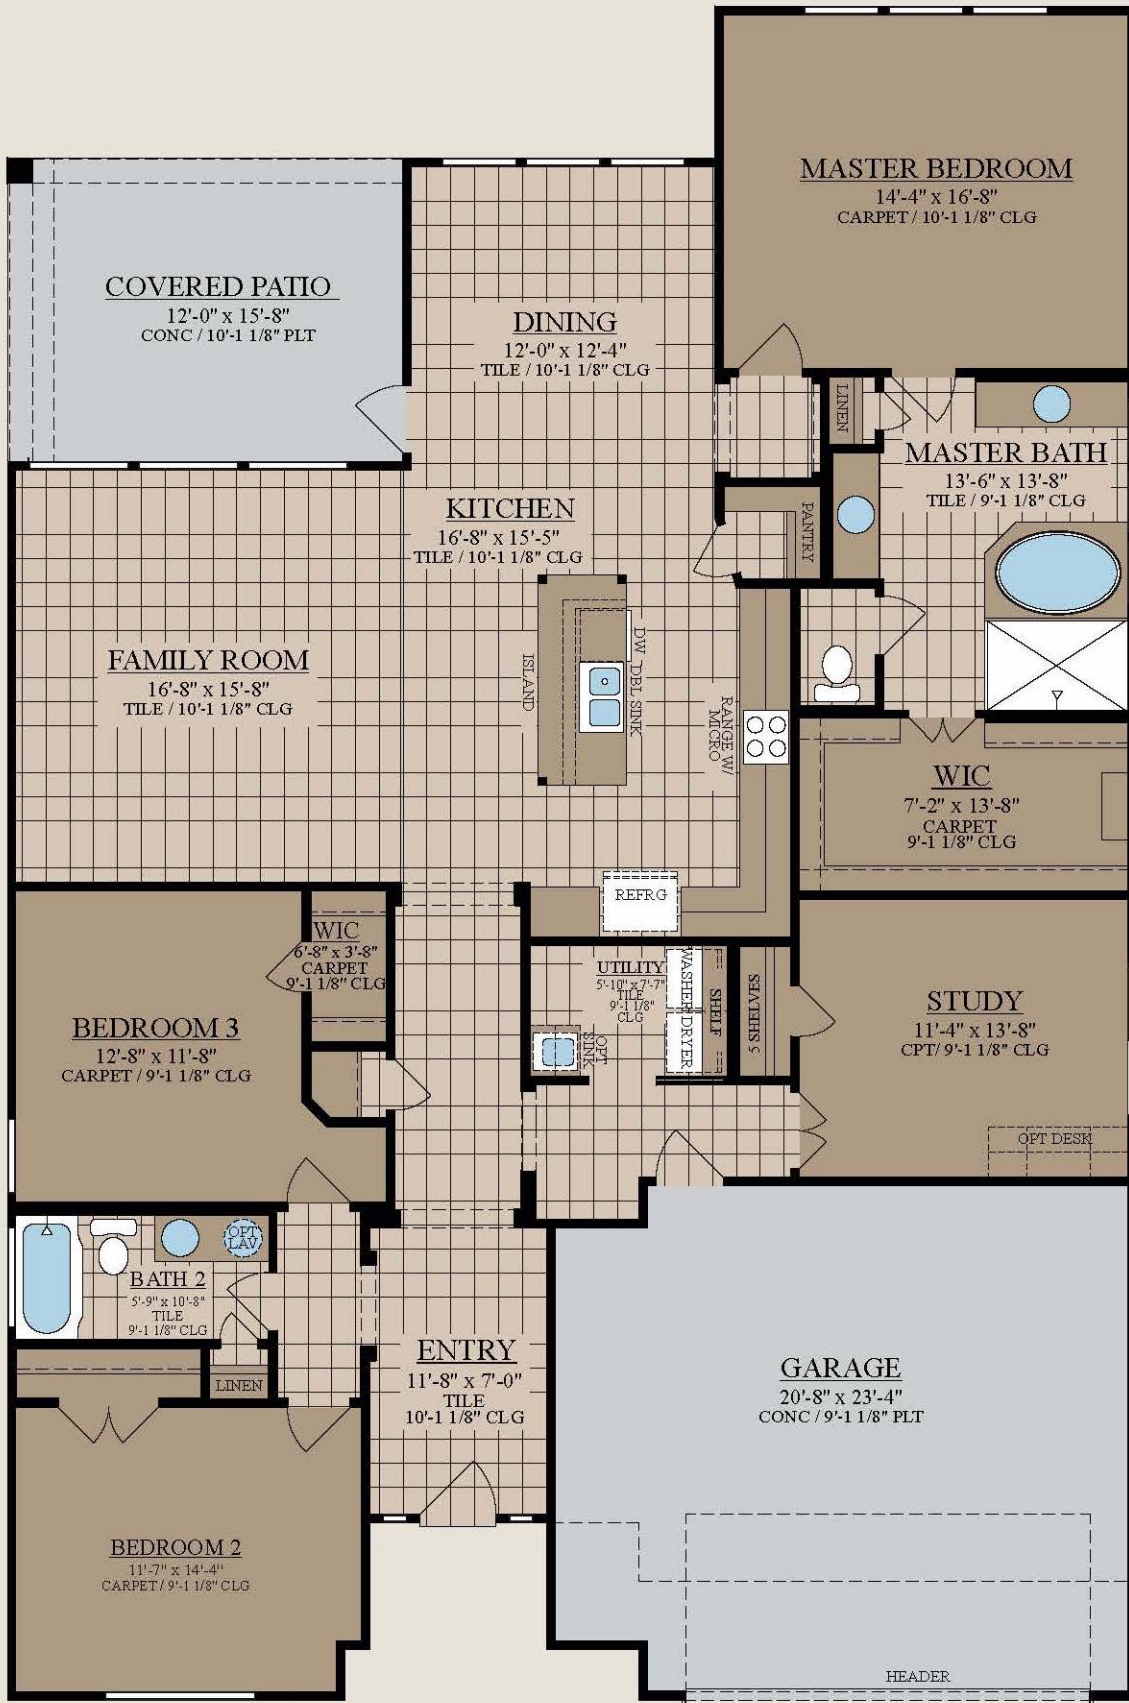 MASTER BEDROOM
14'-4" x 16'-8"
CARPET / 10'-1 1/8" CLG
COVERED PATIO
12'-0" x 15'-8"
CONC / 10'-1 1/8" PLT
DINING
12'-0" x 12'-4"
TILE / 10'-1 1/8" CLG
LINEN
MASTER BATH
13'-6" x 13'-8"
TILE / 9'-1 1/8" CLG
KITCHEN
16'-8" x 15'-5"
TILE / 10'-1 1/8" CLG
PANTRY
FAMILY ROOM
16'-8" x 15'-8"
TILE / 10'-1 1/8" CLG
ISLAND
DW
DBL SINK
RANGE W/
MICRO
WIC
7'-2" x 13'-8"
CARPET
9'-1 1/8" CLG
REFRG
WIC
6'-8" x 3'-8"
CARPET
9'-1 1/8" CLG
UTILITY
5'-10" x 7'-7"
TILE
9'-1 1/8"
CLG
WASHER
DRYER
SHELF
5 SHELVES
OPT
SINK
STUDY
11'-4" x 13'-8"
CPT/ 9'-1 1/8" CLG
BEDROOM 3
12'-8" x 11'-8"
CARPET / 9'-1 1/8" CLG
OPT DESK
OPT
LAV
BATH 2
5'-9" x 10'-8"
TILE
9'-1 1/8" CLG
LINEN
ENTRY
11'-8" x 7'-0"
TILE
10'-1 1/8" CLG
GARAGE
20'-8" x 23'-4"
CONC / 9'-1 1/8" PLT
BEDROOM 2
11'-7" x 14'-4"
CARPET / 9'-1 1/8" CLG
HEADER